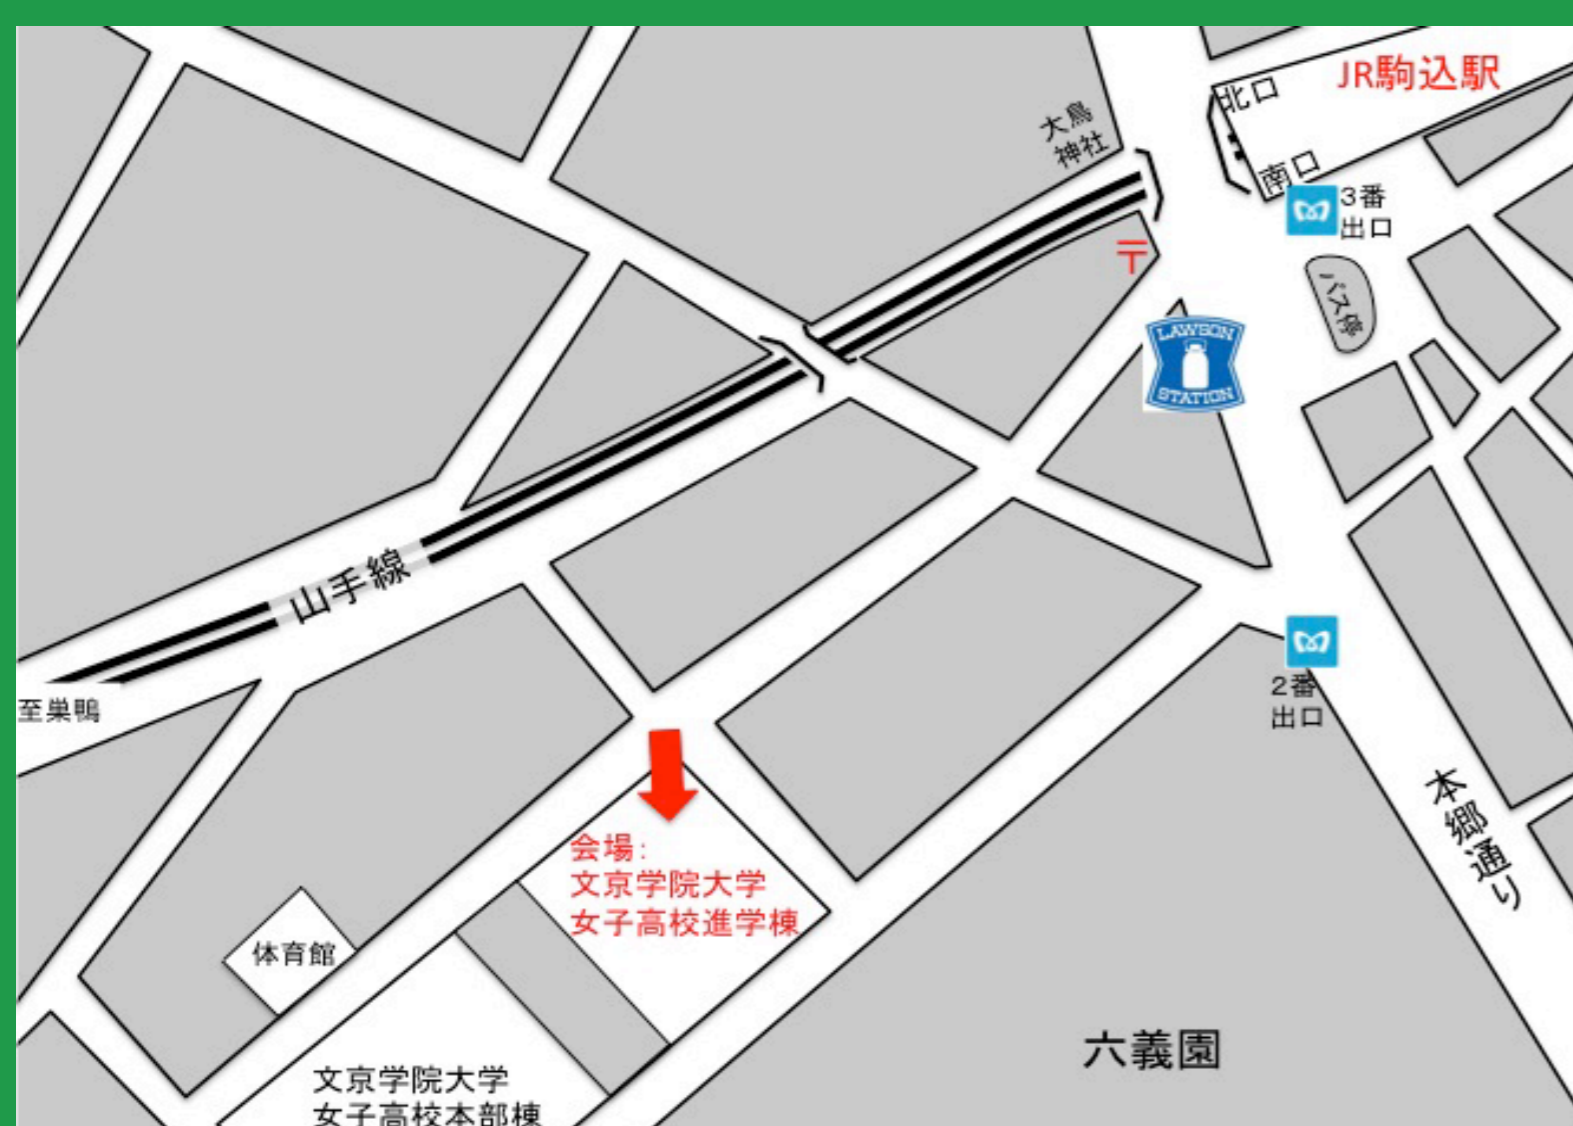 JR駒込駅
北口
大鳥
神社
南口
3番
出口
〒
バス停
LAWSON
STATION
山手線
2番
出口
至巣鴨
本郷通り
会場:
文京学院大学
女子高校進学棟
体育館
六義園
文京学院大学
女子高校本部棟